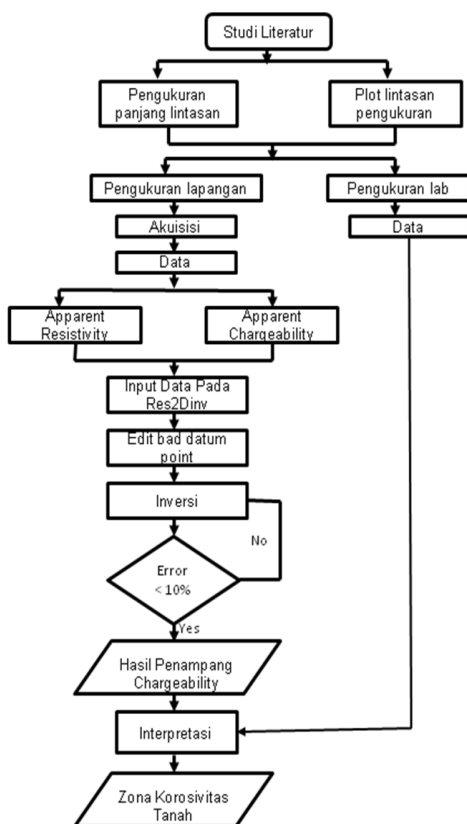 Studi Literatur
Pengukuran
panjang lintasan
Plot lintasan
pengukuran
Pengukuran lapangan
Pengukuran lab
Akuisisi
Data
Data
Apparent
Resistivity
Apparent
Chargeability
Input Data Pada
Res2Dinv
Edit bad datum
point
Inversi
No
Error
< 10%
Yes
Hasil Penampang
Chargeability
Interpretasi
Zona Korosivitas
Tanah